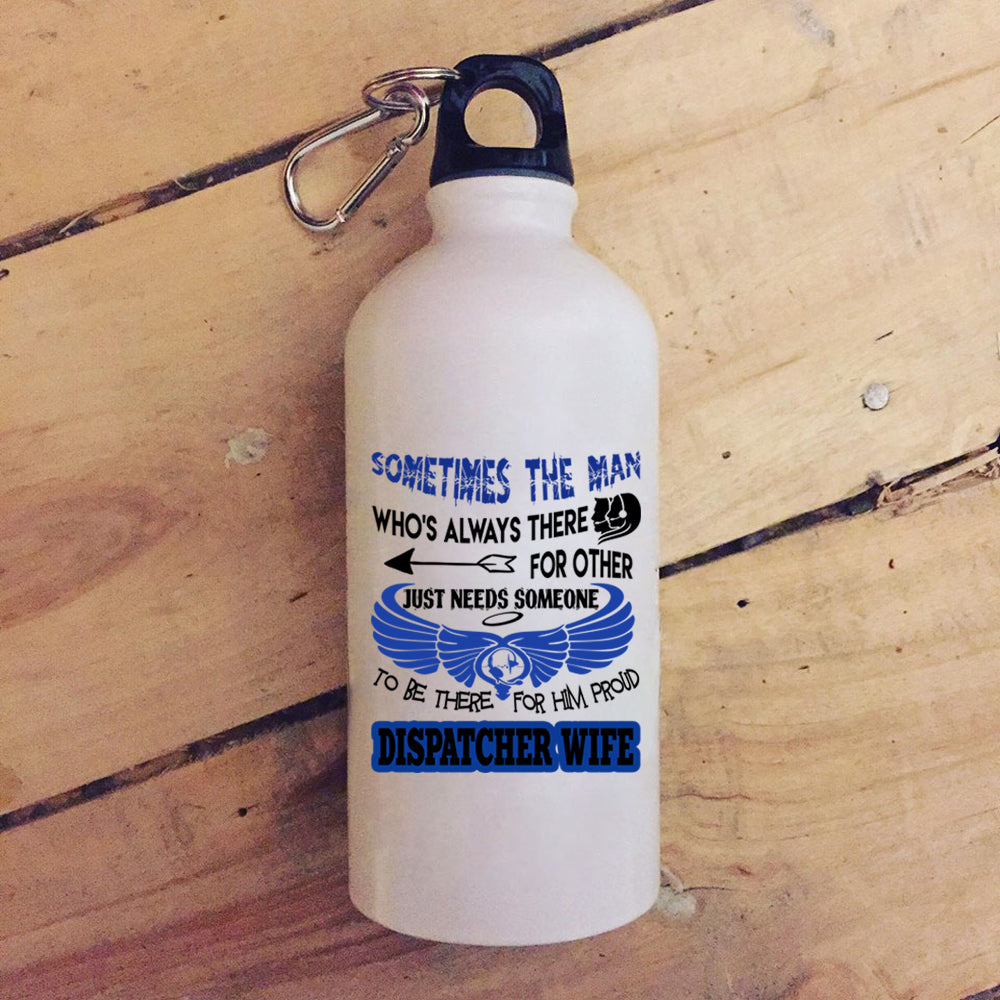 SOMETIMES THE MAN
WHO'S ALWAYS THERE
FOR OTHER
JUST NEEDS SOMEONE
TO BE THERE FOR HIM PROUD
DISPATCHER WIFE